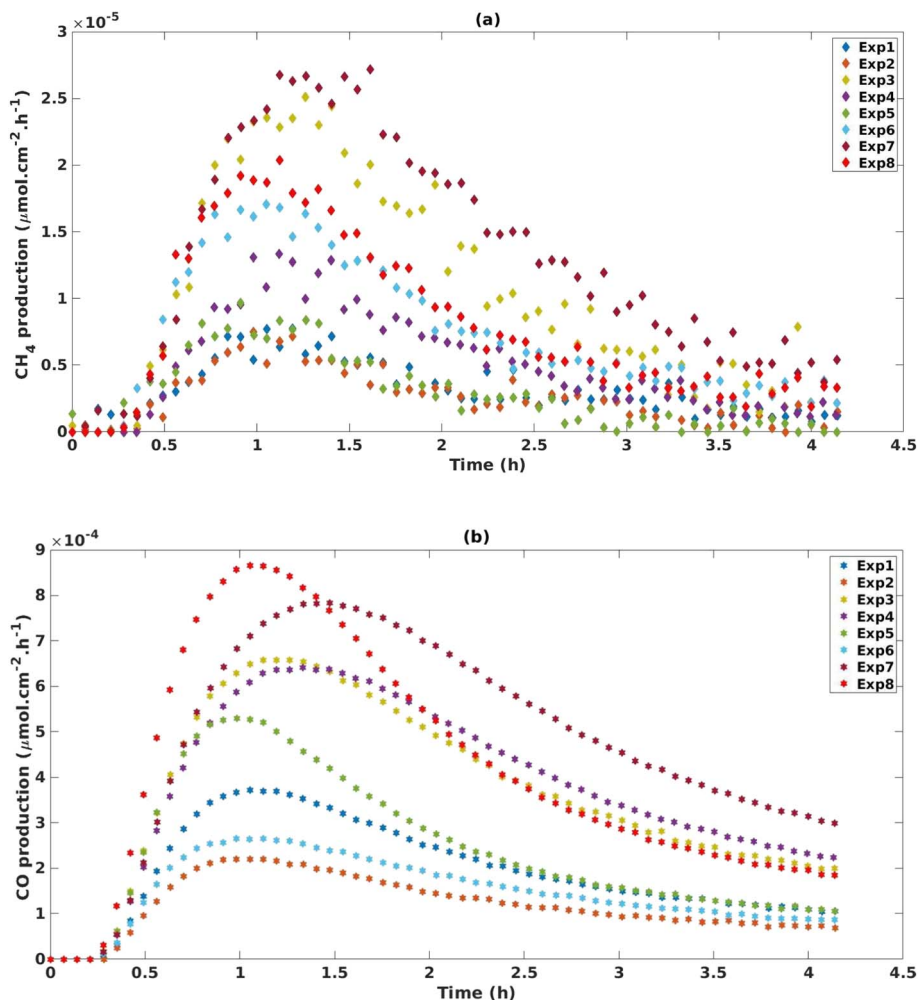 (a)
×10⁻⁵
3
2.5
2
1.5
1
0.5
0
CH₄ production (μmol.cm⁻².h⁻¹)
0 0.5 1 1.5 2 2.5 3 3.5 4 4.5
Time (h)
Exp1
Exp2
Exp3
Exp4
Exp5
Exp6
Exp7
Exp8
(b)
×10⁻⁴
9
8
7
6
5
4
3
2
1
0
CO production (μmol.cm⁻².h⁻¹)
0 0.5 1 1.5 2 2.5 3 3.5 4 4.5
Time (h)
Exp1
Exp2
Exp3
Exp4
Exp5
Exp6
Exp7
Exp8